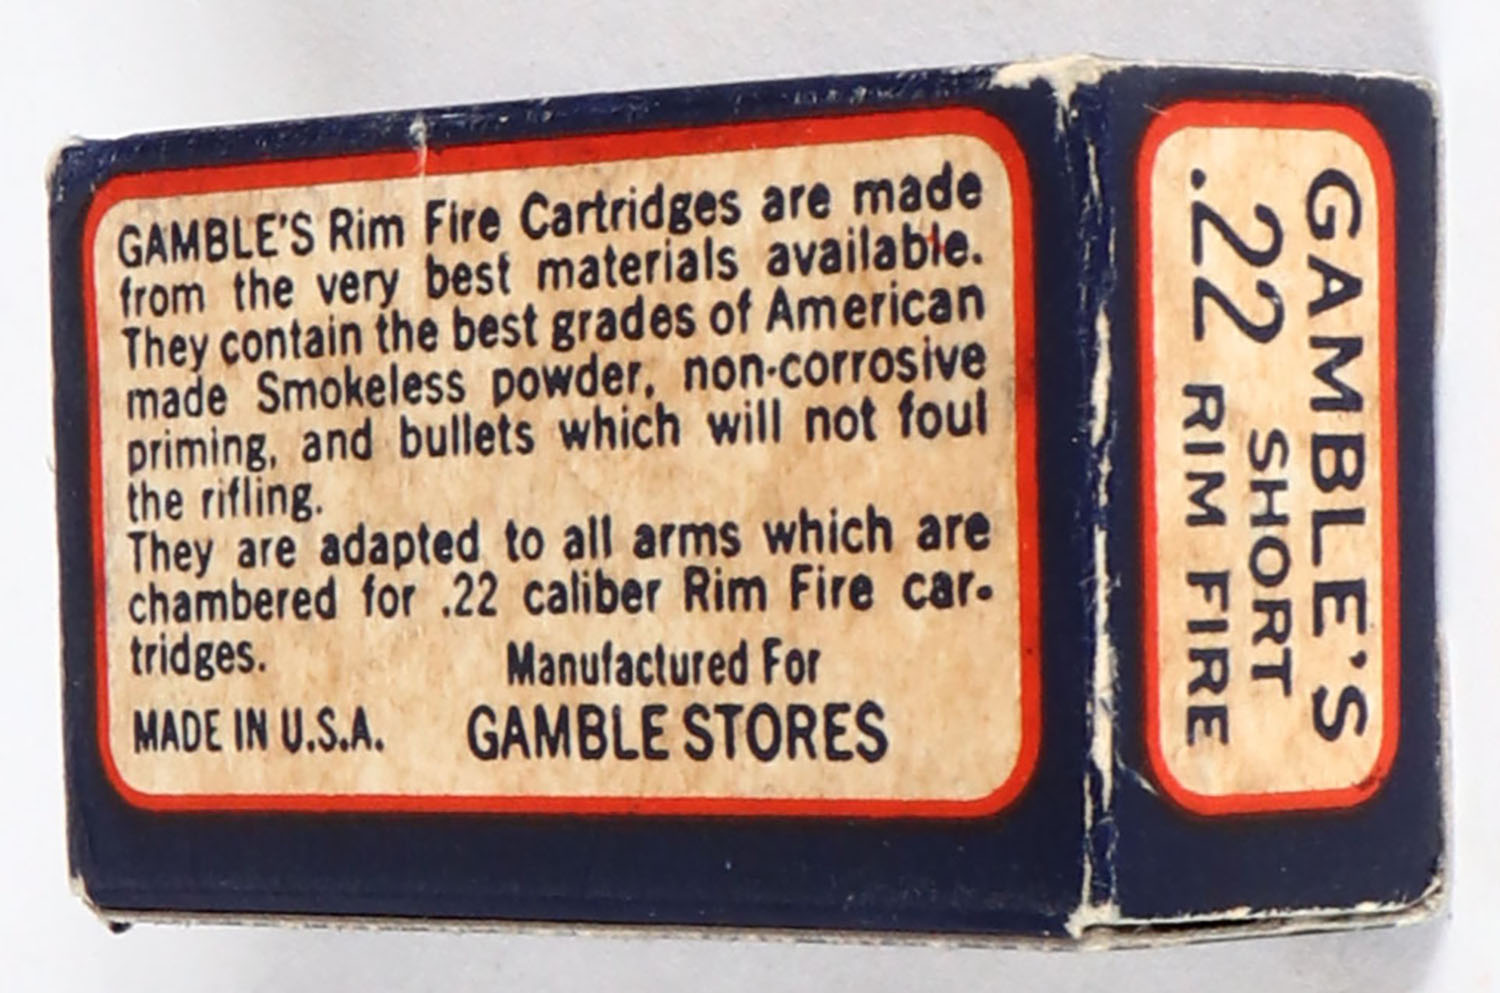 GAMBLE'S Rim Fire Cartridges are made
from the very best materials available.
They contain the best grades of American
made Smokeless powder, non-corrosive
priming, and bullets which will not foul
the rifling.
They are adapted to all arms which are
chambered for .22 caliber Rim Fire car-
tridges.
Manufactured For
MADE IN U.S.A. GAMBLE STORES
GAMBLE'S
.22 SHORT
.22 RIM FIRE